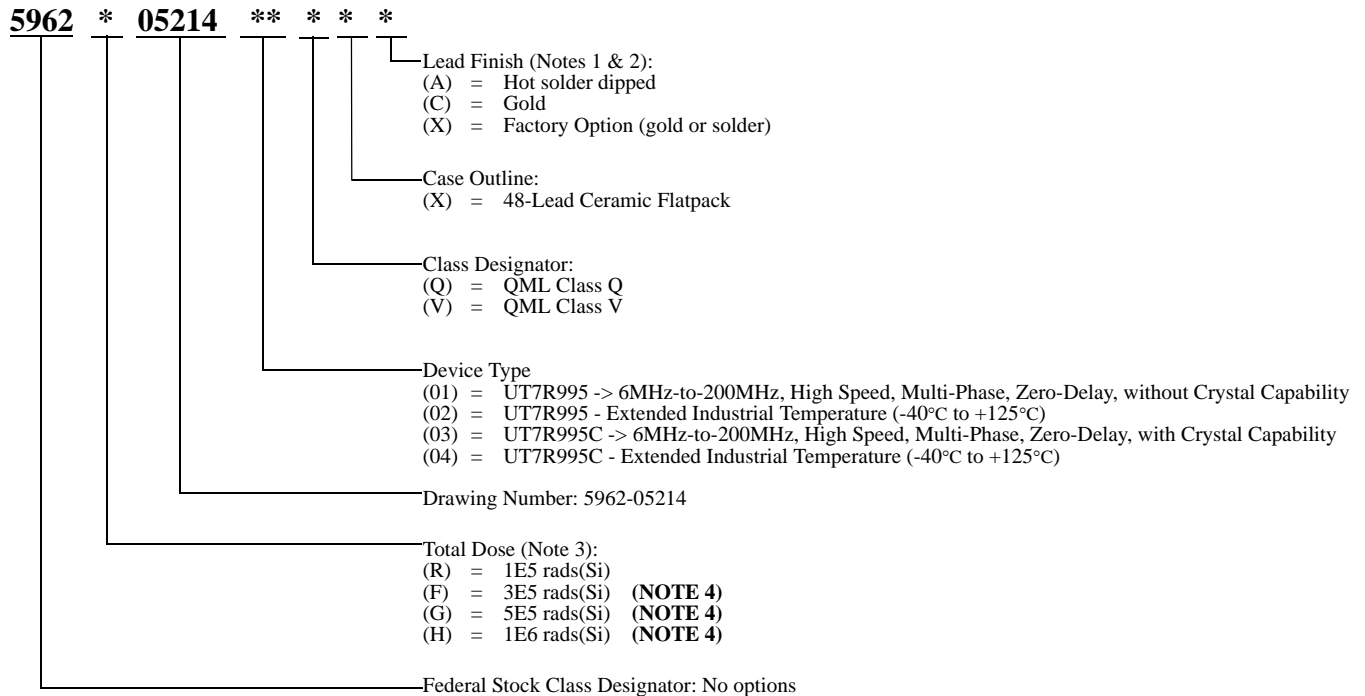 5962 * 05214 ** * * *
Lead Finish (Notes 1 & 2):
(A) = Hot solder dipped
(C) = Gold
(X) = Factory Option (gold or solder)
Case Outline:
(X) = 48-Lead Ceramic Flatpack
Class Designator:
(Q) = QML Class Q
(V) = QML Class V
Device Type
(01) = UT7R995 -> 6MHz-to-200MHz, High Speed, Multi-Phase, Zero-Delay, without Crystal Capability
(02) = UT7R995 - Extended Industrial Temperature (-40°C to +125°C)
(03) = UT7R995C -> 6MHz-to-200MHz, High Speed, Multi-Phase, Zero-Delay, with Crystal Capability
(04) = UT7R995C - Extended Industrial Temperature (-40°C to +125°C)
Drawing Number: 5962-05214
Total Dose (Note 3):
(R) = 1E5 rads(Si)
(F) = 3E5 rads(Si) (NOTE 4)
(G) = 5E5 rads(Si) (NOTE 4)
(H) = 1E6 rads(Si) (NOTE 4)
Federal Stock Class Designator: No options